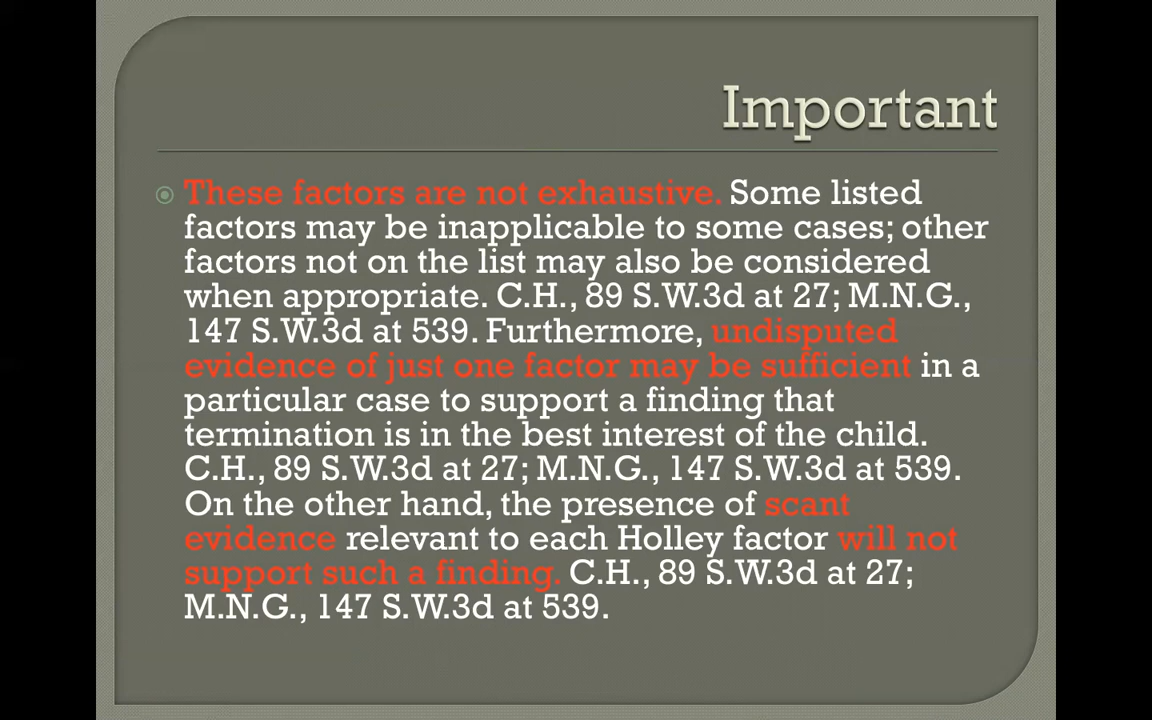 Important
These factors are not exhaustive. Some listed
factors may be inapplicable to some cases; other
factors not on the list may also be considered
when appropriate. C.H., 89 S.W.3d at 27; M.N.G.,
147 S.W.3d at 539. Furthermore, undisputed
evidence of just one factor may be sufficient in a
particular case to support a finding that
termination is in the best interest of the child.
C.H., 89 S.W.3d at 27; M.N.G., 147 S.W.3d at 539.
On the other hand, the presence of scant
evidence relevant to each Holley factor will not
support such a finding. C.H., 89 S.W.3d at 27;
M.N.G., 147 S.W.3d at 539.